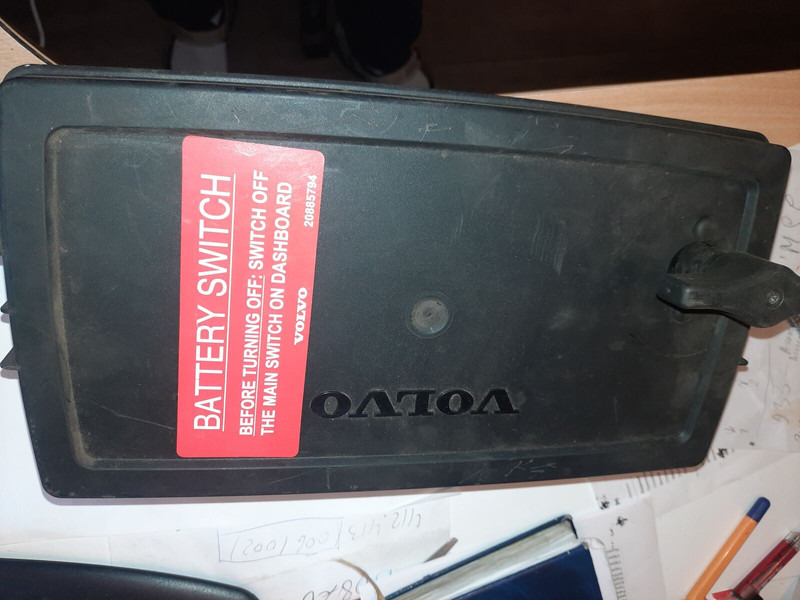 BATTERY SWITCH
BEFORE TURNING OFF: SWITCH OFF
THE MAIN SWITCH ON DASHBOARD
VOLVO
20885794
VOLVO